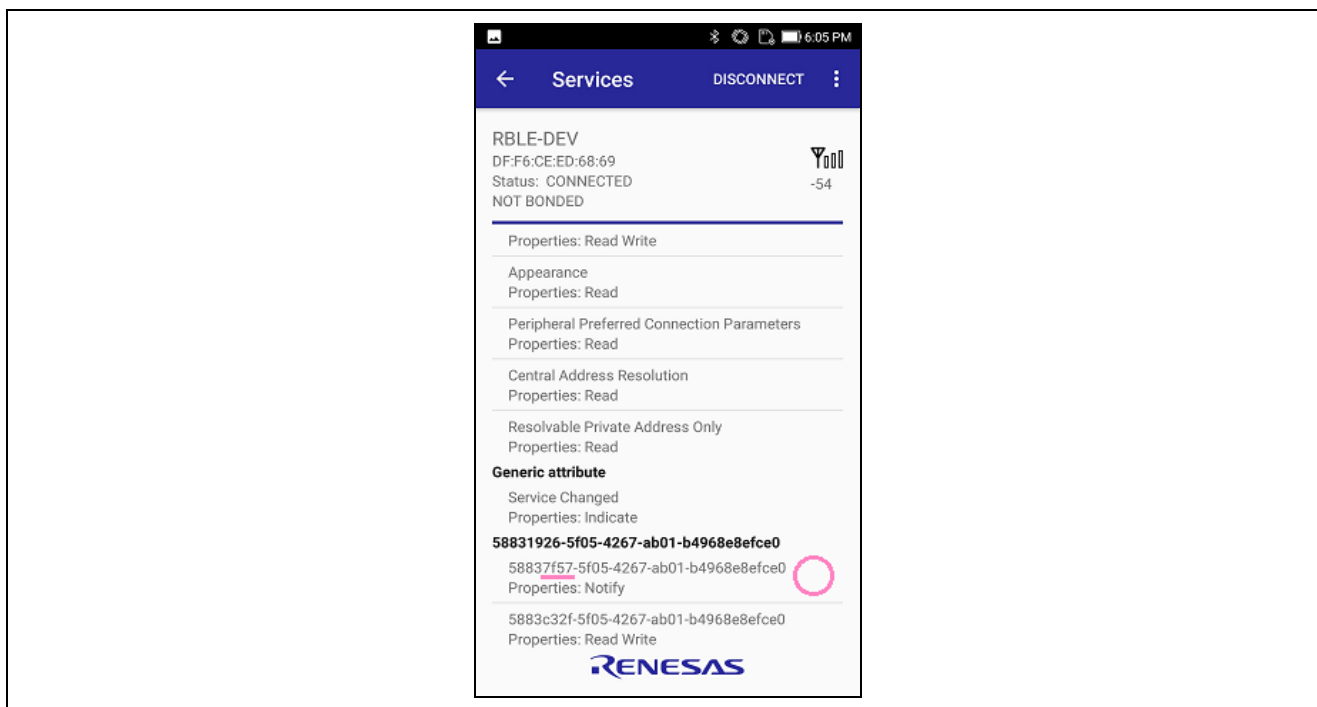 6:05 PM
Services DISCONNECT
RBLE-DEV
DF:F6:CE:ED:68:69
Status: CONNECTED
-54
NOT BONDED
Properties: Read Write
Appearance
Properties: Read
Peripheral Preferred Connection Parameters
Properties: Read
Central Address Resolution
Properties: Read
Resolvable Private Address Only
Properties: Read
Generic attribute
Service Changed
Properties: Indicate
58831926-5f05-4267-ab01-b4968e8efce0
58837f57-5f05-4267-ab01-b4968e8efce0
Properties: Notify
5883c32f-5f05-4267-ab01-b4968e8efce0
Properties: Read Write
RENESAS